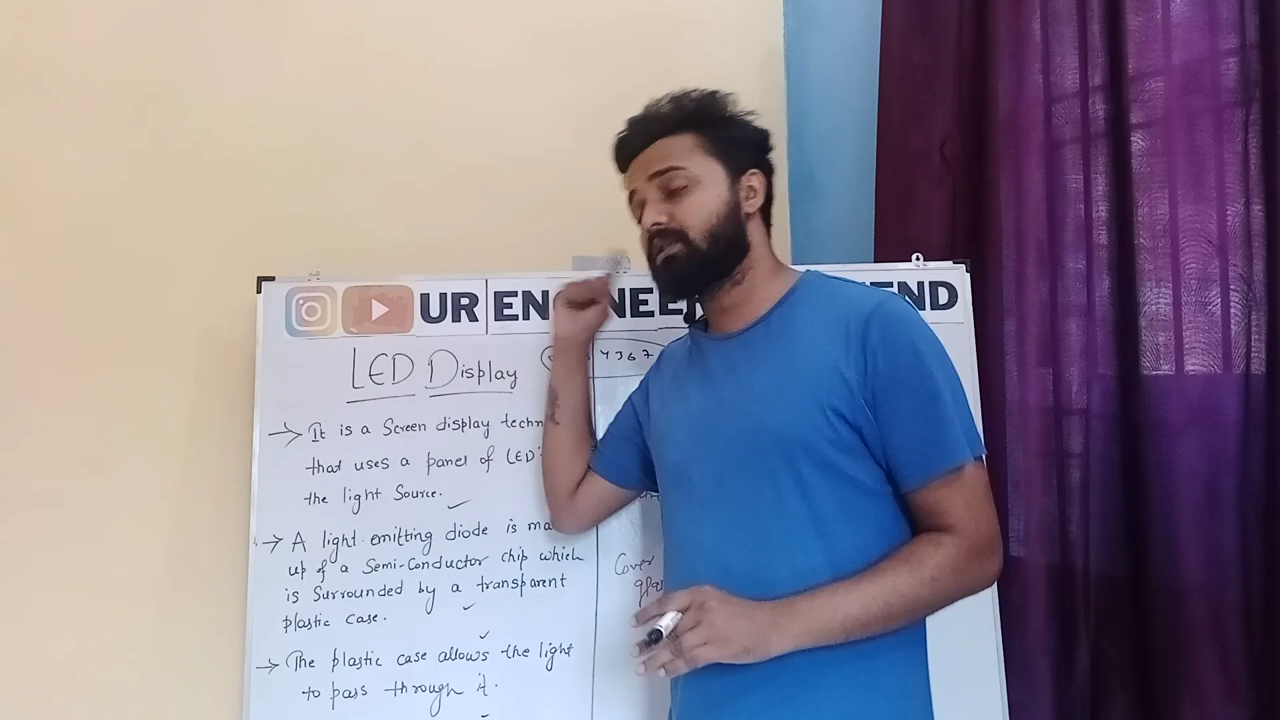 UR ENGINEE END
LED Display
4367
→ It is a Screen display techn
that uses a panel of LED'
the light Source.
→ A light emitting diode is ma
up of a Semi-Conductor chip which
is Surrounded by a transparent
plastic case.
→ The plastic case allows the light
to pass through it.
Cover